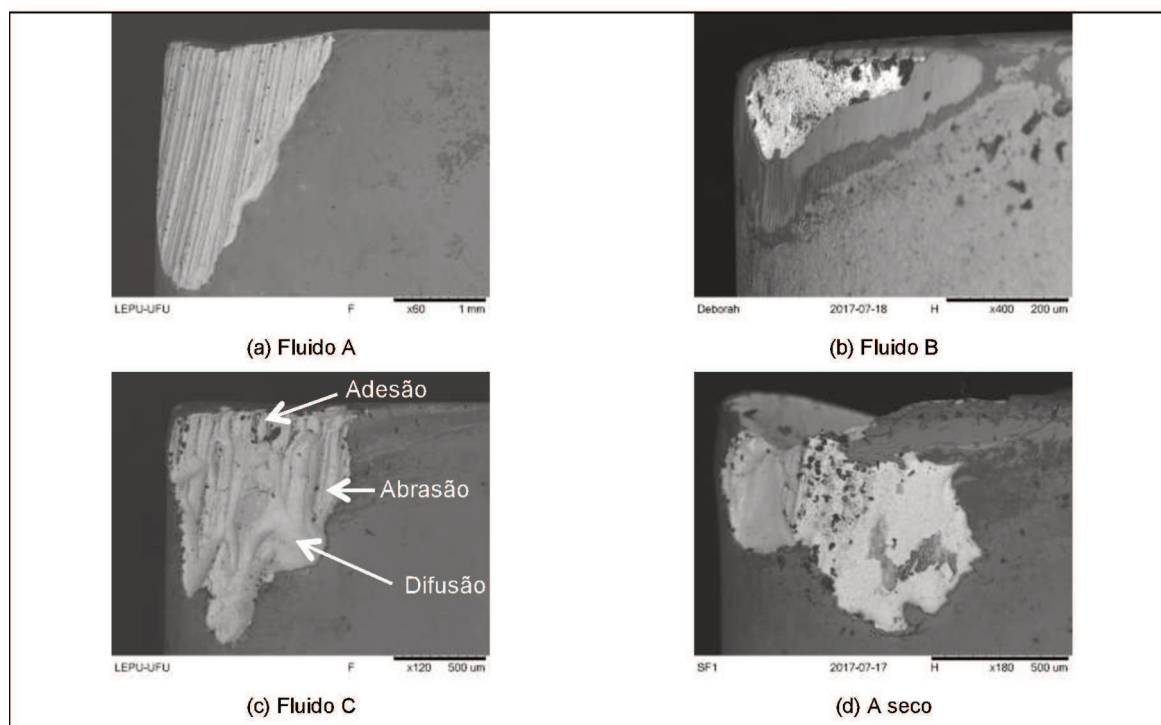 LEPU-UFU F x60 1 mm
(a) Fluido A
Deborah 2017-07-18 H x400 200 um
(b) Fluido B
Adesão
Abrasão
Difusão
LEPU-UFU F x120 500 um
(c) Fluido C
SF1 2017-07-17 H x180 500 um
(d) A seco